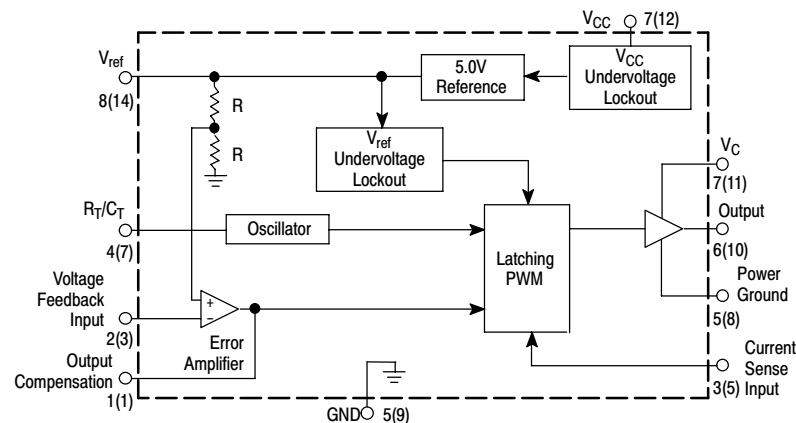 VCC 7(12)
Vref
8(14)
R
R
5.0V
Reference
VCC
Undervoltage
Lockout
Vref
Undervoltage
Lockout
VC
7(11)
RT/CT
4(7)
Oscillator
Latching
PWM
Output
6(10)
Voltage
Feedback
Input
2(3)
+
−
Error
Amplifier
Power
Ground
5(8)
Output
Compensation
1(1)
Current
Sense
Input
3(5)
GND 5(9)